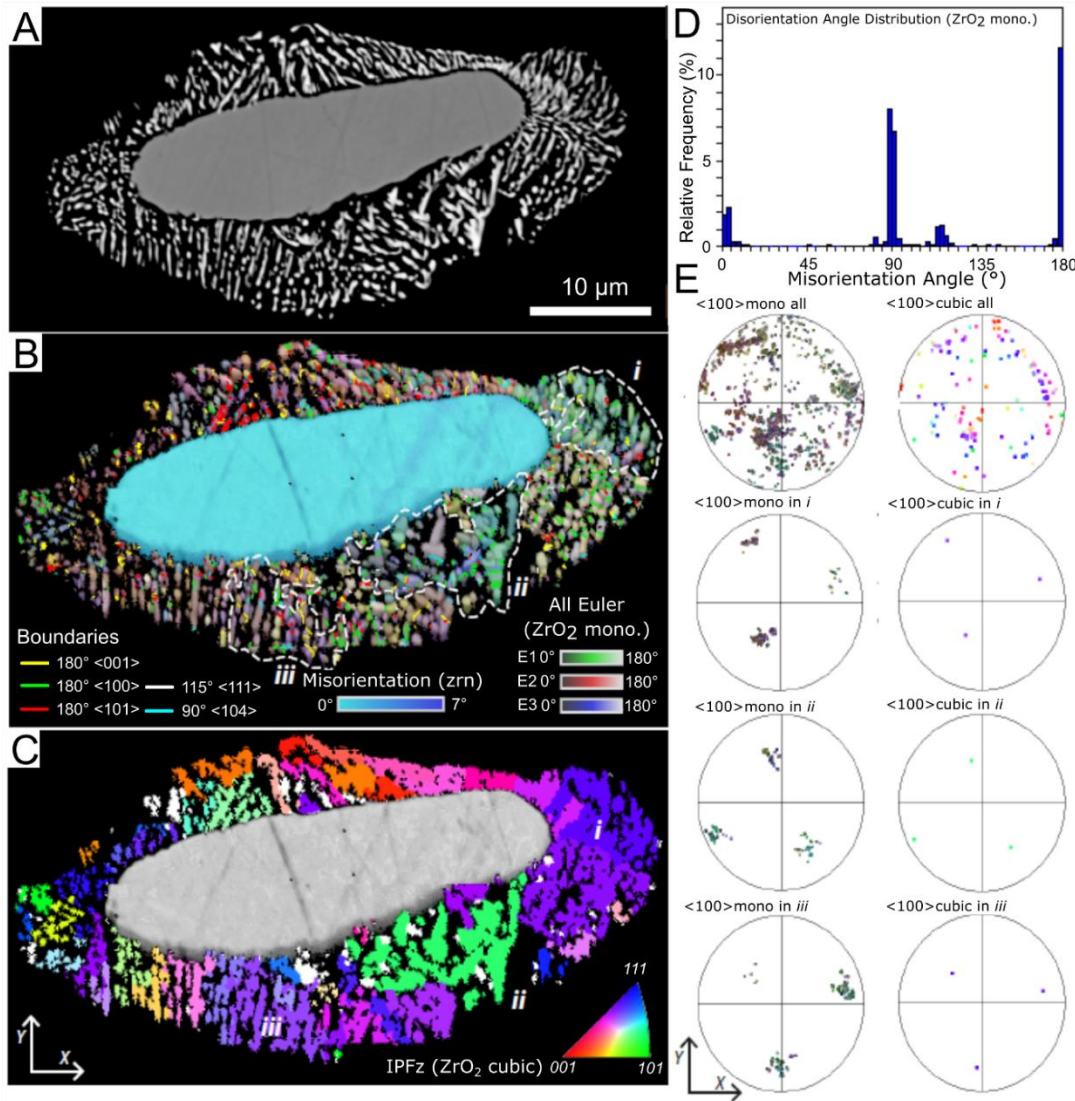 A
10 µm
B
i
ii
iii
Boundaries
180° <001>
180° <100>
180° <101>
115° <111>
90° <104>
Misorientation (zrn)
0° 7°
All Euler
(ZrO2 mono.)
E1 0° 180°
E2 0° 180°
E3 0° 180°
C
i
ii
iii
Y
X
IPFz (ZrO2 cubic)
111
001
101
D
Disorientation Angle Distribution (ZrO2 mono.)
Relative Frequency (%)
10
5
0
0 45 90 135 180
Misorientation Angle (°)
E
<100>mono all
<100>cubic all
<100>mono in i
<100>cubic in i
<100>mono in ii
<100>cubic in ii
<100>mono in iii
<100>cubic in iii
Y
X